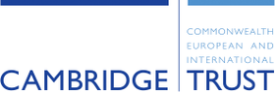 COMMONWEALTH
EUROPEAN AND
INTERNATIONAL
CAMBRIDGE TRUST